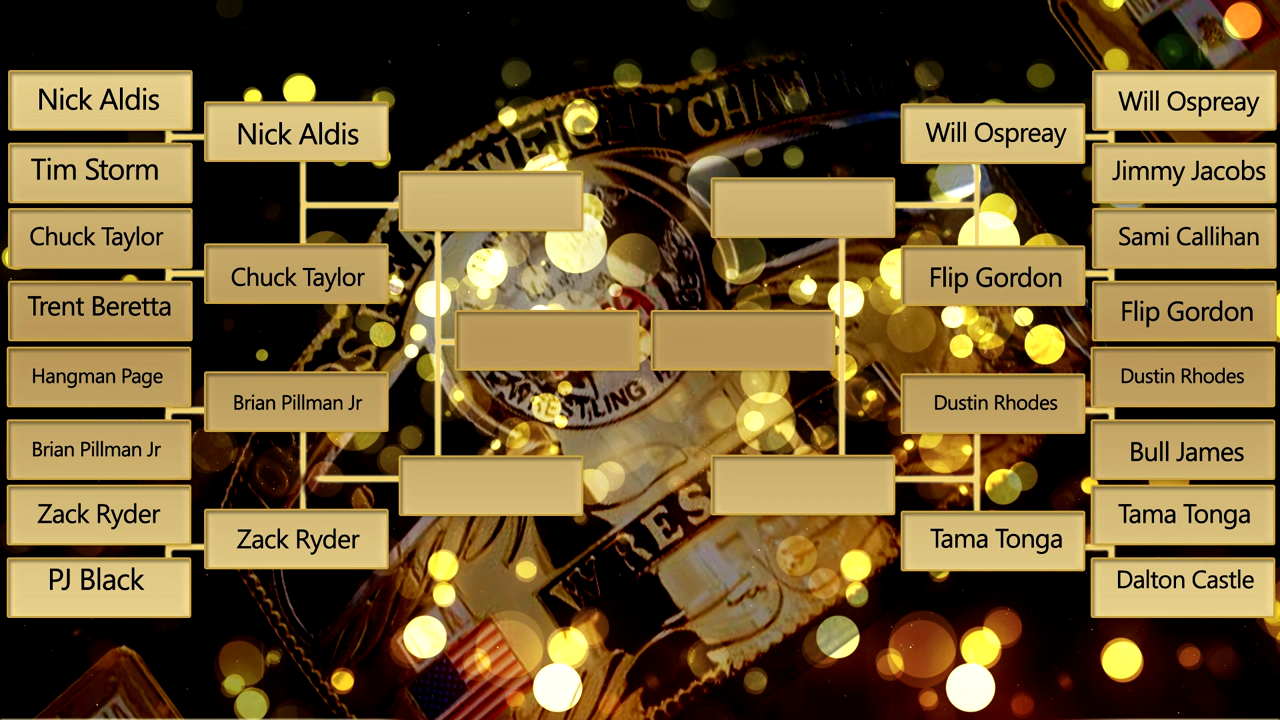 Nick Aldis
Tim Storm
Chuck Taylor
Trent Beretta
Hangman Page
Brian Pillman Jr
Zack Ryder
PJ Black
Nick Aldis
Chuck Taylor
Brian Pillman Jr
Zack Ryder
Will Ospreay
Flip Gordon
Dustin Rhodes
Tama Tonga
Will Ospreay
Jimmy Jacobs
Sami Callihan
Flip Gordon
Dustin Rhodes
Bull James
Tama Tonga
Dalton Castle
WRESTLING